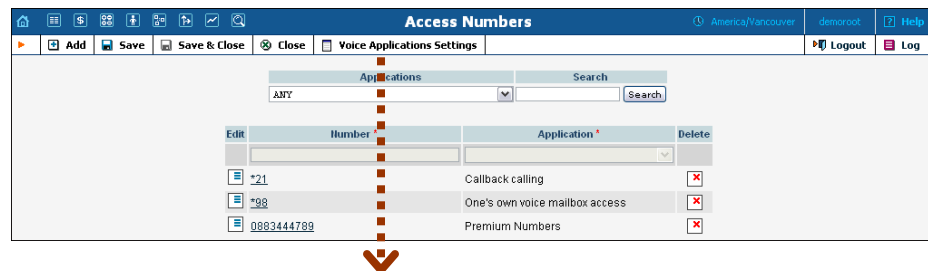 Access Numbers America/Vancouver demoroot ? Help
Add Save Save & Close Close Voice Applications Settings Logout Log
Applications Search
ANY Search
Edit Number * Application * Delete
*21 Callback calling
*98 One's own voice mailbox access
0883444789 Premium Numbers